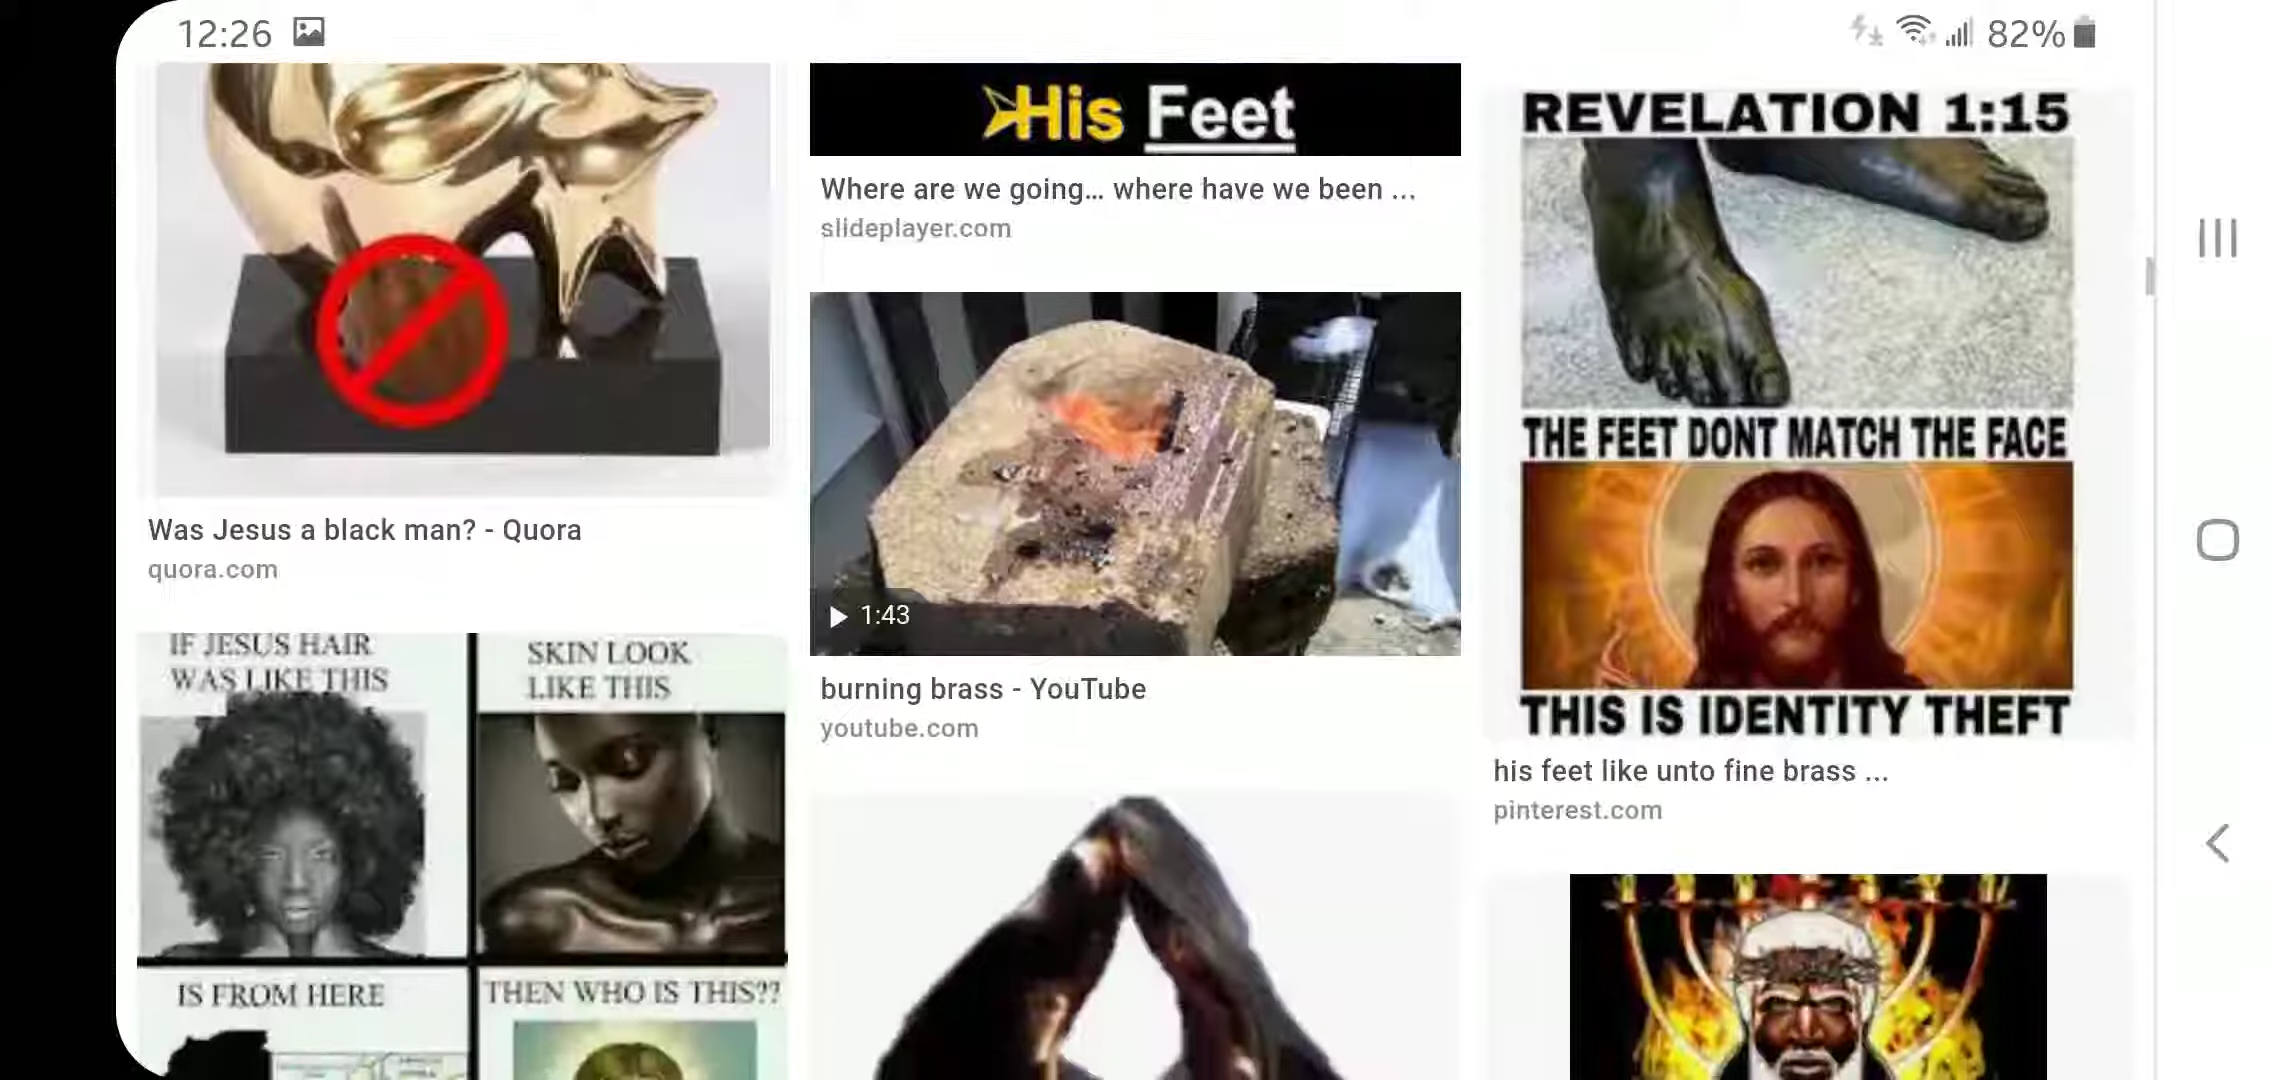 12:26
82%
His Feet
Where are we going... where have we been ...
slideplayer.com
REVELATION 1:15
THE FEET DONT MATCH THE FACE
THIS IS IDENTITY THEFT
his feet like unto fine brass ...
pinterest.com
Was Jesus a black man? - Quora
quora.com
1:43
burning brass - YouTube
youtube.com
IF JESUS HAIR
WAS LIKE THIS
SKIN LOOK
LIKE THIS
IS FROM HERE
THEN WHO IS THIS??